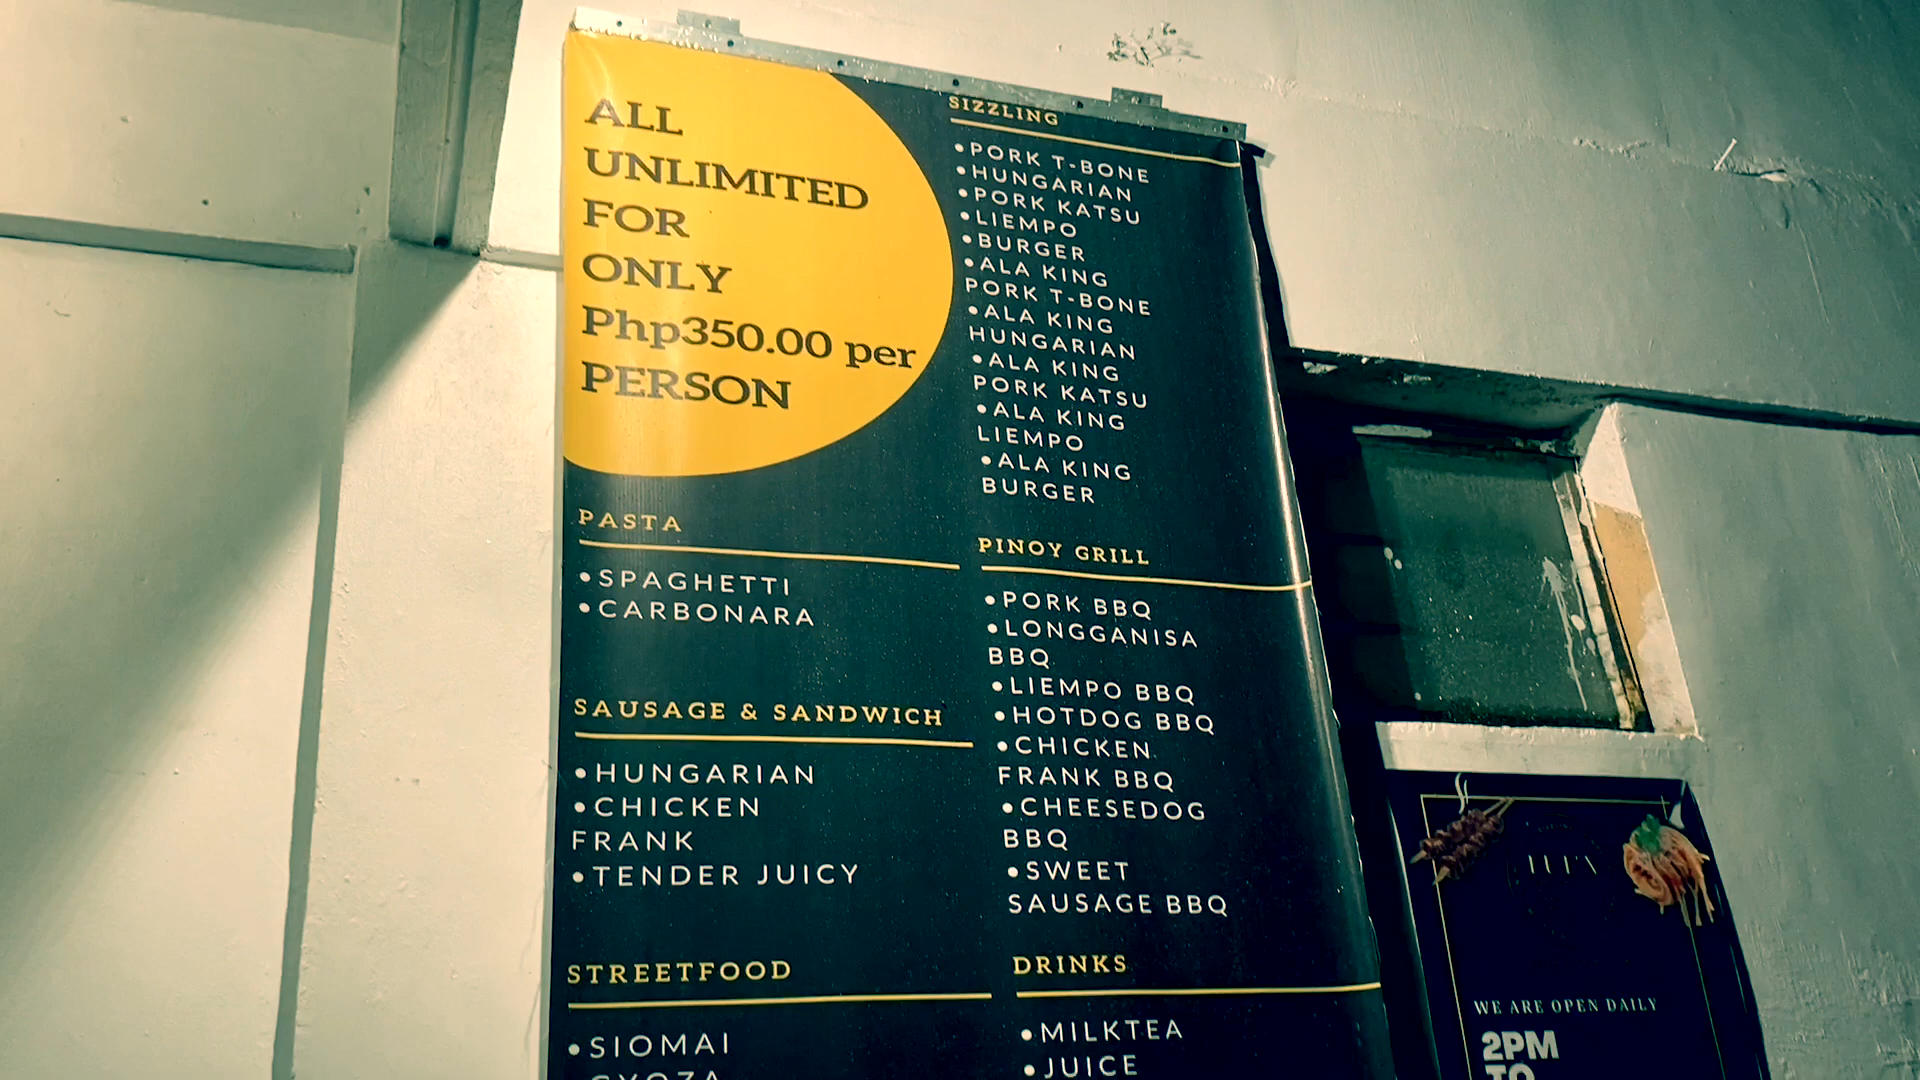 ALL
UNLIMITED
FOR
ONLY
Php350.00 per
PERSON
PASTA
•SPAGHETTI
•CARBONARA
SAUSAGE & SANDWICH
•HUNGARIAN
•CHICKEN
FRANK
•TENDER JUICY
STREETFOOD
•SIOMAI
GYOZA
SIZZLING
•PORK T-BONE
•HUNGARIAN
•PORK KATSU
•LIEMPO
•BURGER
•ALA KING
PORK T-BONE
•ALA KING
HUNGARIAN
•ALA KING
PORK KATSU
•ALA KING
LIEMPO
•ALA KING
BURGER
PINOY GRILL
•PORK BBQ
•LONGGANISA
BBQ
•LIEMPO BBQ
•HOTDOG BBQ
•CHICKEN
FRANK BBQ
•CHEESEDOG
BBQ
•SWEET
SAUSAGE BBQ
DRINKS
•MILKTEA
•JUICE
WE ARE OPEN DAILY
2PM
TO